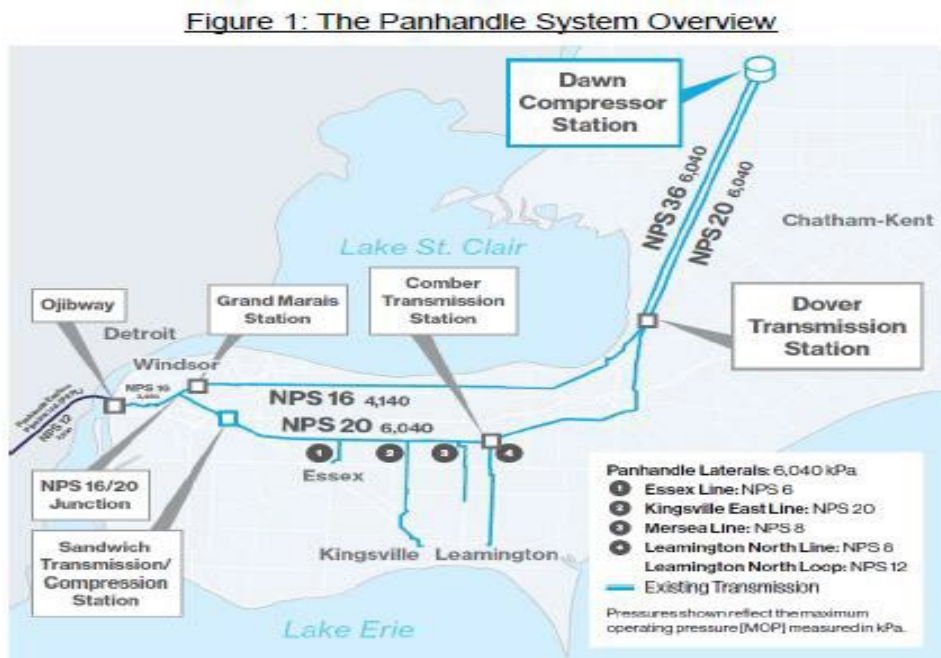 Figure 1: The Panhandle System Overview
Dawn
Compressor
Station
NPS 36 6,040
NPS 20 6,040
Chatham-Kent
Lake St. Clair
Comber
Transmission
Station
Grand Marais
Station
Ojibway
Detroit
Windsor
Dover
Transmission
Station
NPS 16
NPS 16 4,140
NPS 20 6,040
NPS 12
1
2
3
4
Essex
NPS 16/20
Junction
Sandwich
Transmission/
Compression
Station
Kingsville
Leamington
Lake Erie
Panhandle Laterals: 6,040 kPa
1 Essex Line: NPS 6
2 Kingsville East Line: NPS 20
3 Mersea Line: NPS 8
4 Leamington North Line: NPS 8
Leamington North Loop: NPS 12
Existing Transmission
Pressures shown reflect the maximum
operating pressure [MOP] measured in kPa.